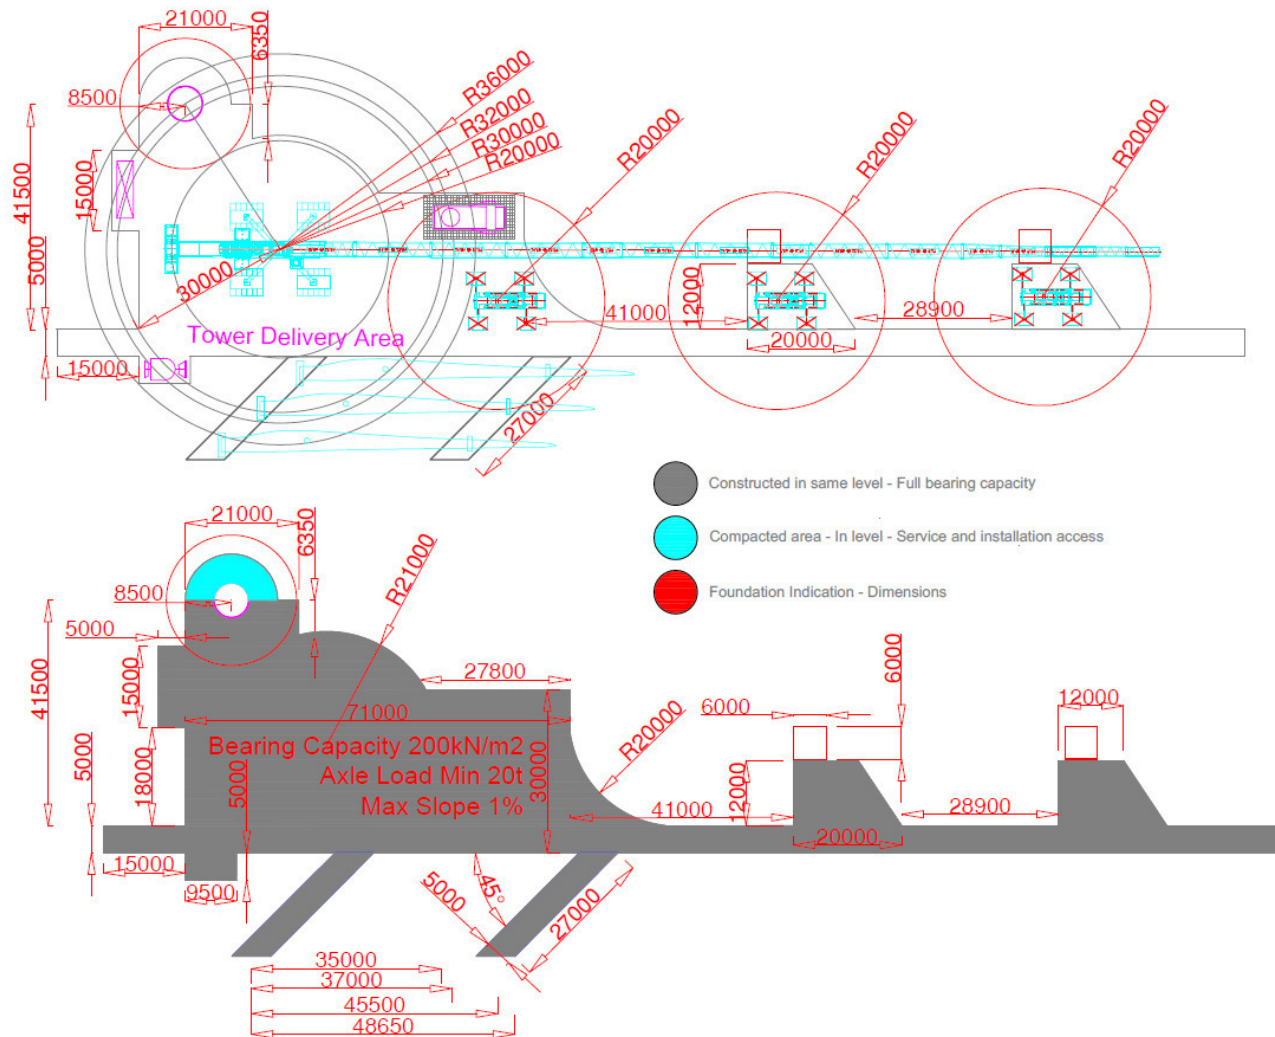 21000
6350
8500
R36000
R32000
R30000
R20000
R20000
R20000
R20000
41500
15000
5000
30000
12000
41000
28900
20000
Tower Delivery Area
15000
27000
Constructed in same level - Full bearing capacity
Compacted area - In level - Service and installation access
Foundation Indication - Dimensions
21000
6350
R21000
8500
5000
41500
15000
27800
71000
R20000
6000
6000
12000
Bearing Capacity 200kN/m2
Axle Load Min 20t
Max Slope 1%
5000
18000
5000
30000
12000
41000
28900
20000
15000
9500
45°
5000
27000
35000
37000
45500
48650